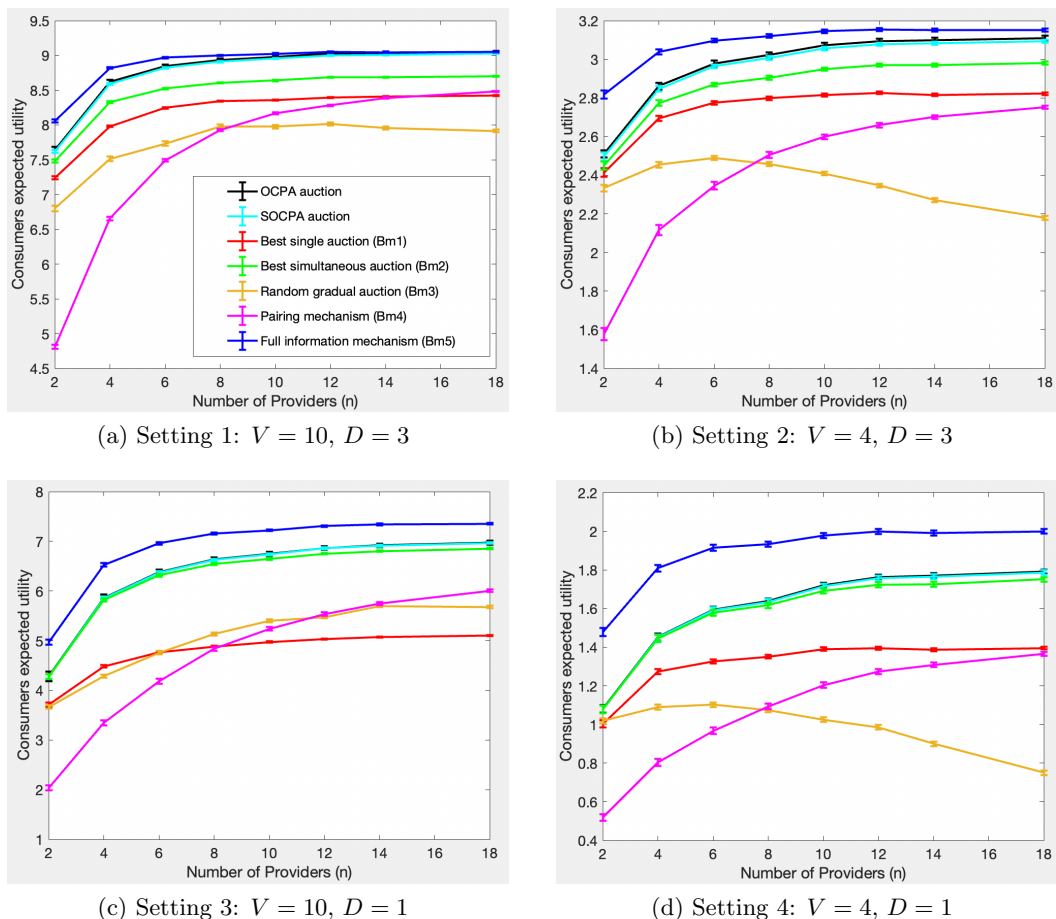 9.5
9
8.5
8
7.5
7
6.5
6
5.5
5
4.5
Consumers expected utility
OCPA auction
SOCPA auction
Best single auction (Bm1)
Best simultaneous auction (Bm2)
Random gradual auction (Bm3)
Pairing mechanism (Bm4)
Full information mechanism (Bm5)
2 4 6 8 10 12 14 16 18
Number of Providers (n)
(a) Setting 1: V = 10, D = 3
3.2
3
2.8
2.6
2.4
2.2
2
1.8
1.6
1.4
Consumers expected utility
2 4 6 8 10 12 14 16 18
Number of Providers (n)
(b) Setting 2: V = 4, D = 3
8
7
6
5
4
3
2
1
Consumers expected utility
2 4 6 8 10 12 14 16 18
Number of Providers (n)
(c) Setting 3: V = 10, D = 1
2.2
2
1.8
1.6
1.4
1.2
1
0.8
0.6
0.4
Consumers expected utility
2 4 6 8 10 12 14 16 18
Number of Providers (n)
(d) Setting 4: V = 4, D = 1